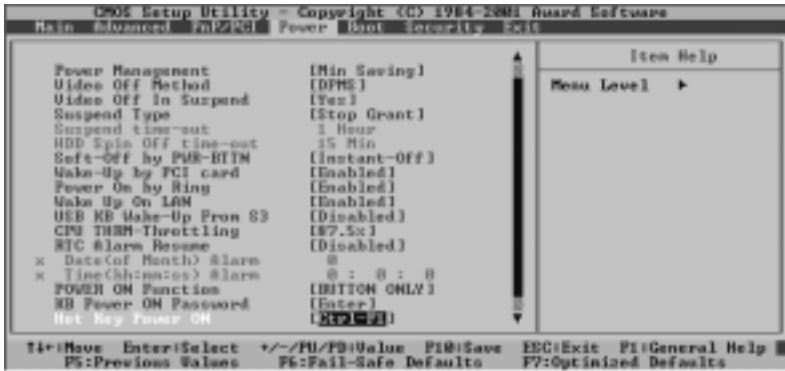 CMOS Setup Utility - Copyright (C) 1984-2001 Award Software
Main Advanced PnP/PCI Power Boot Security Exit
Item Help
Power Management [Min Saving]
Video Off Method [DPMS]
Menu Level ►
Video Off In Suspend [Yes]
Suspend Type [Stop Grant]
Suspend time-out 1 Hour
HDD Spin Off time-out 15 Min
Soft-Off by PWR-BTTN [Instant-Off]
Wake-Up by PCI card [Enabled]
Power On by Ring [Enabled]
Wake Up On LAN [Enabled]
USB KB Wake-Up From S3 [Disabled]
CPU THRM-Throttling [87.5%]
RTC Alarm Resume [Disabled]
x Date(of Month) Alarm 0
x Time(hh:mm:ss) Alarm 0 : 0 : 0
POWER ON Function [BUTTON ONLY]
KB Power ON Password [Enter]
Hot Key Power ON [Ctrl-F1]
↑↓←:Move Enter:Select +/-/PU/PD:Value F10:Save ESC:Exit F1:General Help
F5:Previous Values F6:Fail-Safe Defaults F7:Optimized Defaults